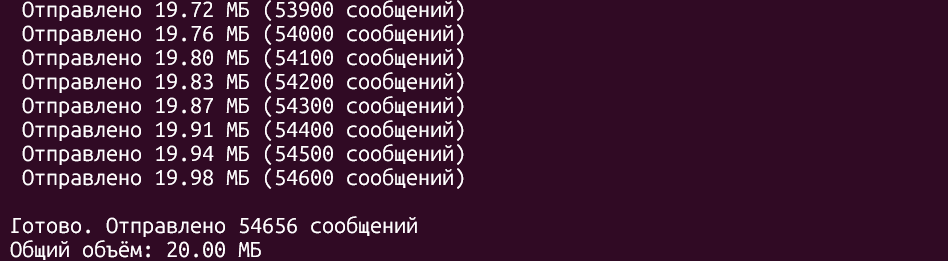 Отправлено 19.72 МБ (53900 сообщений)
Отправлено 19.76 МБ (54000 сообщений)
Отправлено 19.80 МБ (54100 сообщений)
Отправлено 19.83 МБ (54200 сообщений)
Отправлено 19.87 МБ (54300 сообщений)
Отправлено 19.91 МБ (54400 сообщений)
Отправлено 19.94 МБ (54500 сообщений)
Отправлено 19.98 МБ (54600 сообщений)
Готово. Отправлено 54656 сообщений
Общий объём: 20.00 МБ